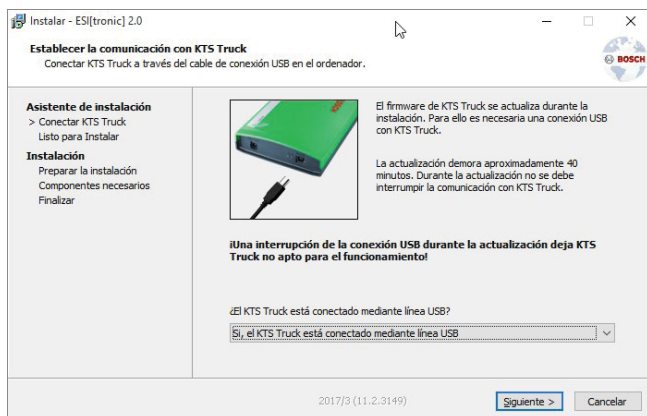 Instalar - ESI[tronic] 2.0
Establecer la comunicación con KTS Truck
Conectar KTS Truck a través del cable de conexión USB en el ordenador.
BOSCH
Asistente de instalación
> Conectar KTS Truck
Listo para Instalar
Instalación
Preparar la instalación
Componentes necesarios
Finalizar
El firmware de KTS Truck se actualiza durante la
instalación. Para ello es necesaria una conexión USB
con KTS Truck.
La actualización demora aproximadamente 40
minutos. Durante la actualización no se debe
interrumpir la comunicación con KTS Truck.
¡Una interrupción de la conexión USB durante la actualización deja KTS
Truck no apto para el funcionamiento!
¿El KTS Truck está conectado mediante línea USB?
Si, el KTS Truck está conectado mediante línea USB
2017/3 (11.2.3149)
Siguiente >
Cancelar